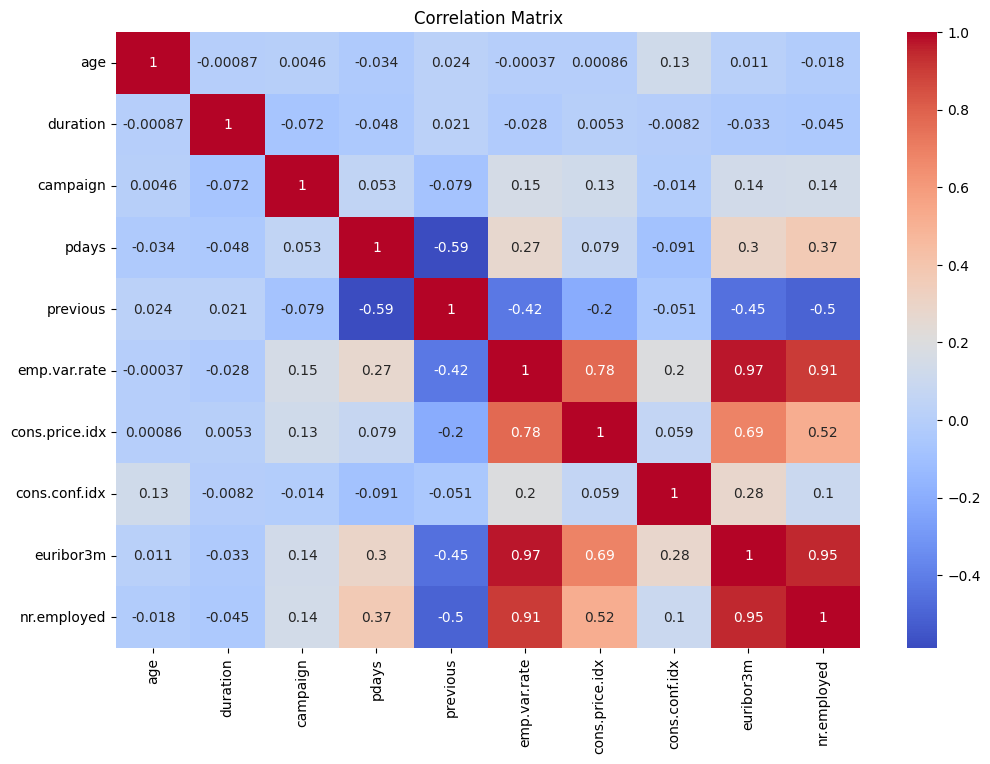 Correlation Matrix
age 1 -0.00087 0.0046 -0.034 0.024 -0.00037 0.00086 0.13 0.011 -0.018
duration -0.00087 1 -0.072 -0.048 0.021 -0.028 0.0053 -0.0082 -0.033 -0.045
campaign 0.0046 -0.072 1 0.053 -0.079 0.15 0.13 -0.014 0.14 0.14
pdays -0.034 -0.048 0.053 1 -0.59 0.27 0.079 -0.091 0.3 0.37
previous 0.024 0.021 -0.079 -0.59 1 -0.42 -0.2 -0.051 -0.45 -0.5
emp.var.rate -0.00037 -0.028 0.15 0.27 -0.42 1 0.78 0.2 0.97 0.91
cons.price.idx 0.00086 0.0053 0.13 0.079 -0.2 0.78 1 0.059 0.69 0.52
cons.conf.idx 0.13 -0.0082 -0.014 -0.091 -0.051 0.2 0.059 1 0.28 0.1
euribor3m 0.011 -0.033 0.14 0.3 -0.45 0.97 0.69 0.28 1 0.95
nr.employed -0.018 -0.045 0.14 0.37 -0.5 0.91 0.52 0.1 0.95 1
age duration campaign pdays previous emp.var.rate cons.price.idx cons.conf.idx euribor3m nr.employed
1.0
0.8
0.6
0.4
0.2
0.0
-0.2
-0.4